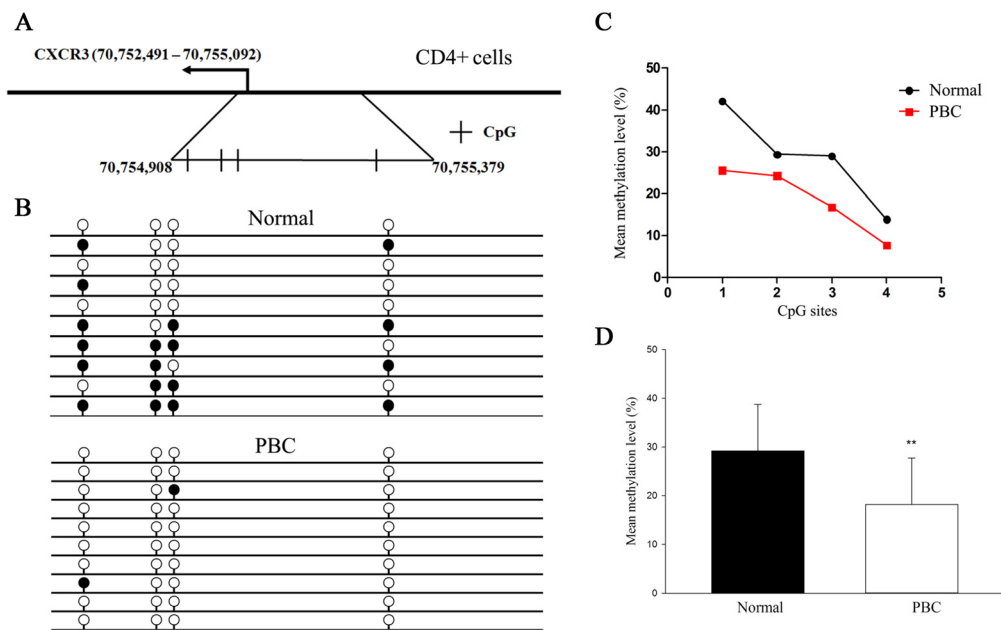 A
CXCR3 (70,752,491 – 70,755,092)
CD4+ cells
CpG
70,754,908
70,755,379
B
Normal
PBC
C
Mean methylation level (%)
50
40
30
20
10
0
0 1 2 3 4 5
CpG sites
Normal
PBC
D
Mean methylation level (%)
50
40
30
20
10
0
**
Normal
PBC